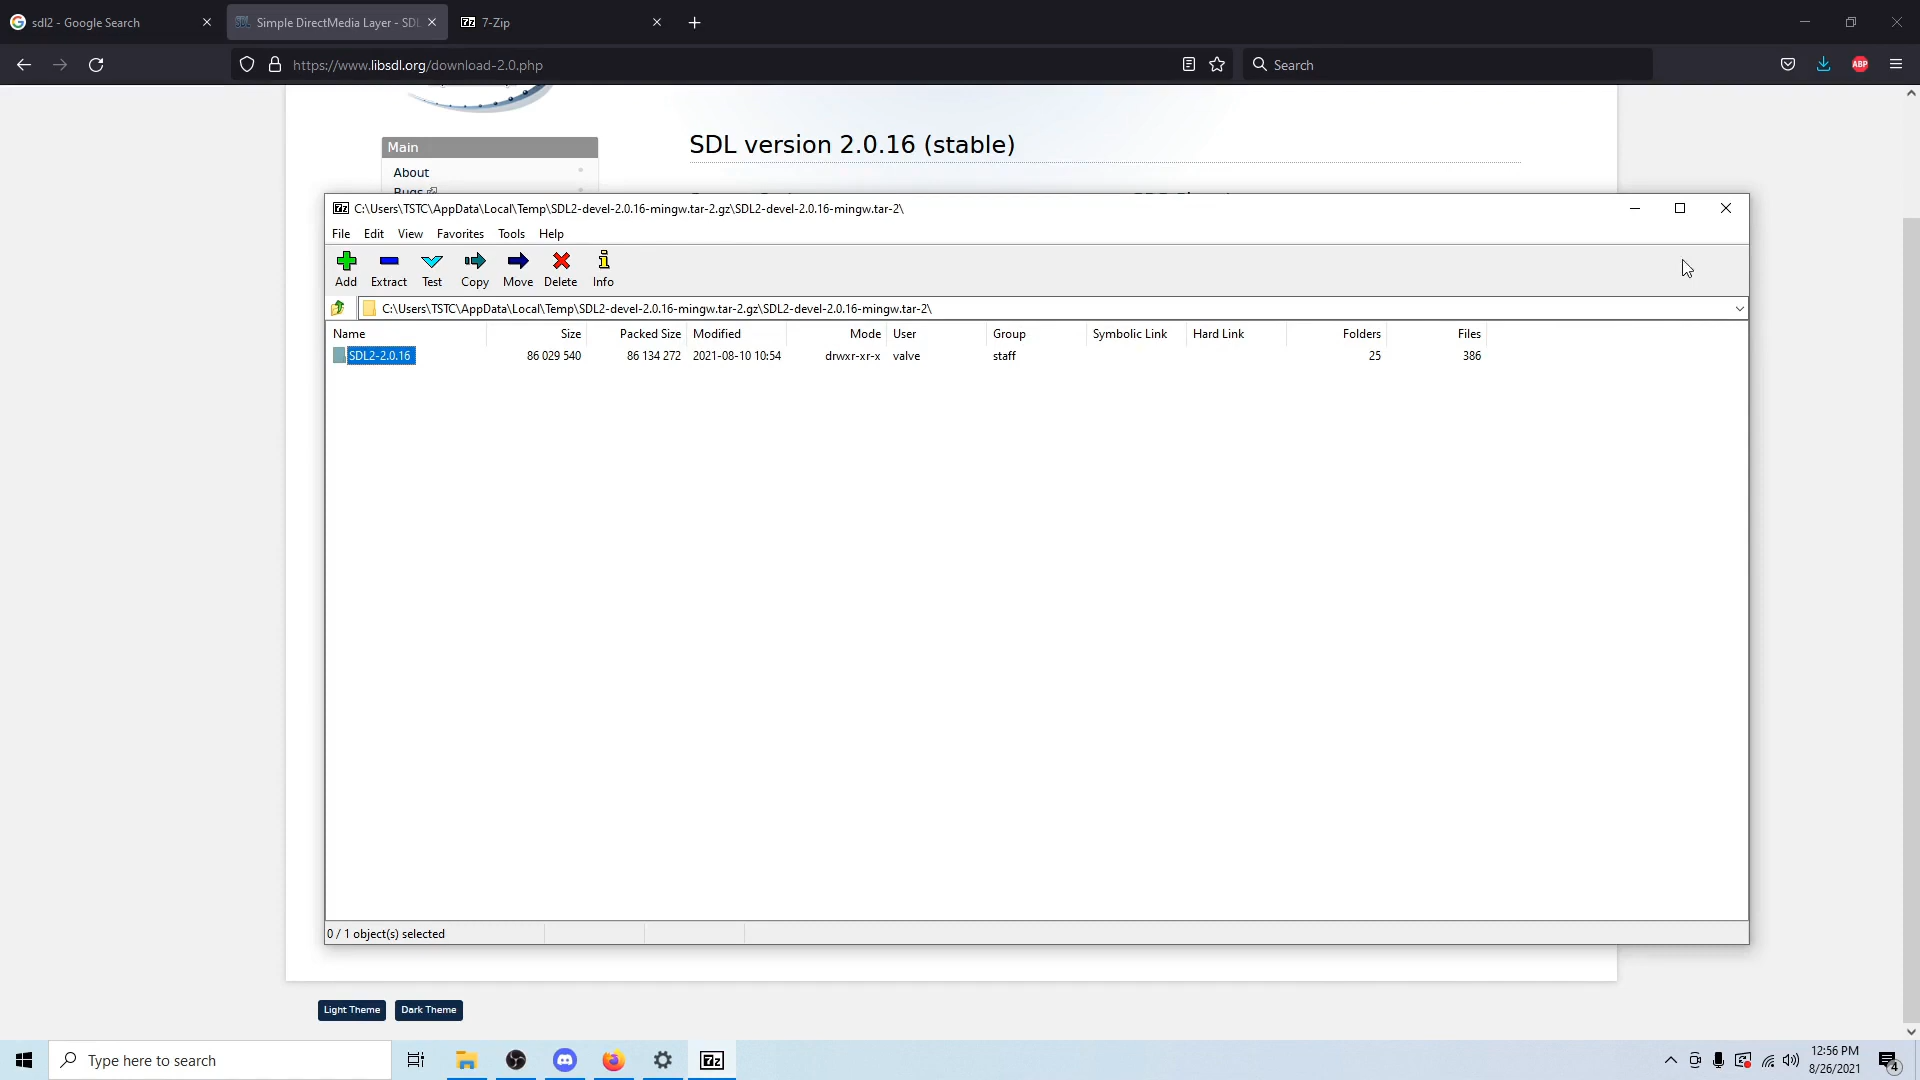 sdl2 - Google Search
Simple DirectMedia Layer - SDL
7-Zip
https://www.libsdl.org/download-2.0.php
Search
ABP
Main
About
SDL version 2.0.16 (stable)
C:\Users\TSTC\AppData\Local\Temp\SDL2-devel-2.0.16-mingw.tar-2.gz\SDL2-devel-2.0.16-mingw.tar-2\
File Edit View Favorites Tools Help
Add Extract Test Copy Move Delete Info
C:\Users\TSTC\AppData\Local\Temp\SDL2-devel-2.0.16-mingw.tar-2.gz\SDL2-devel-2.0.16-mingw.tar-2\
Name Size Packed Size Modified Mode User Group Symbolic Link Hard Link Folders Files
SDL2-2.0.16 86 029 540 86 134 272 2021-08-10 10:54 drwxr-xr-x valve staff 25 386
0 / 1 object(s) selected
Light Theme Dark Theme
Type here to search
7z
12:56 PM
8/26/2021
4